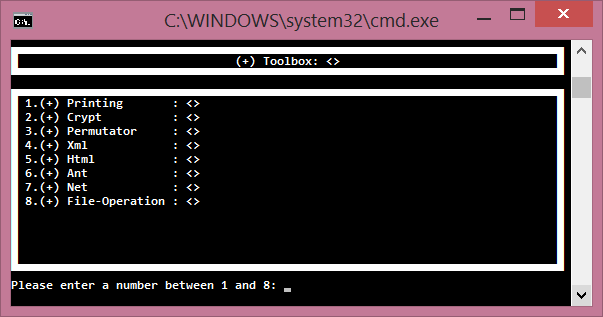 C:\WINDOWS\system32\cmd.exe
(+) Toolbox: <>
1.(+) Printing       : <>
2.(+) Crypt          : <>
3.(+) Permutator     : <>
4.(+) Xml            : <>
5.(+) Html           : <>
6.(+) Ant            : <>
7.(+) Net            : <>
8.(+) File-Operation : <>
Please enter a number between 1 and 8: _